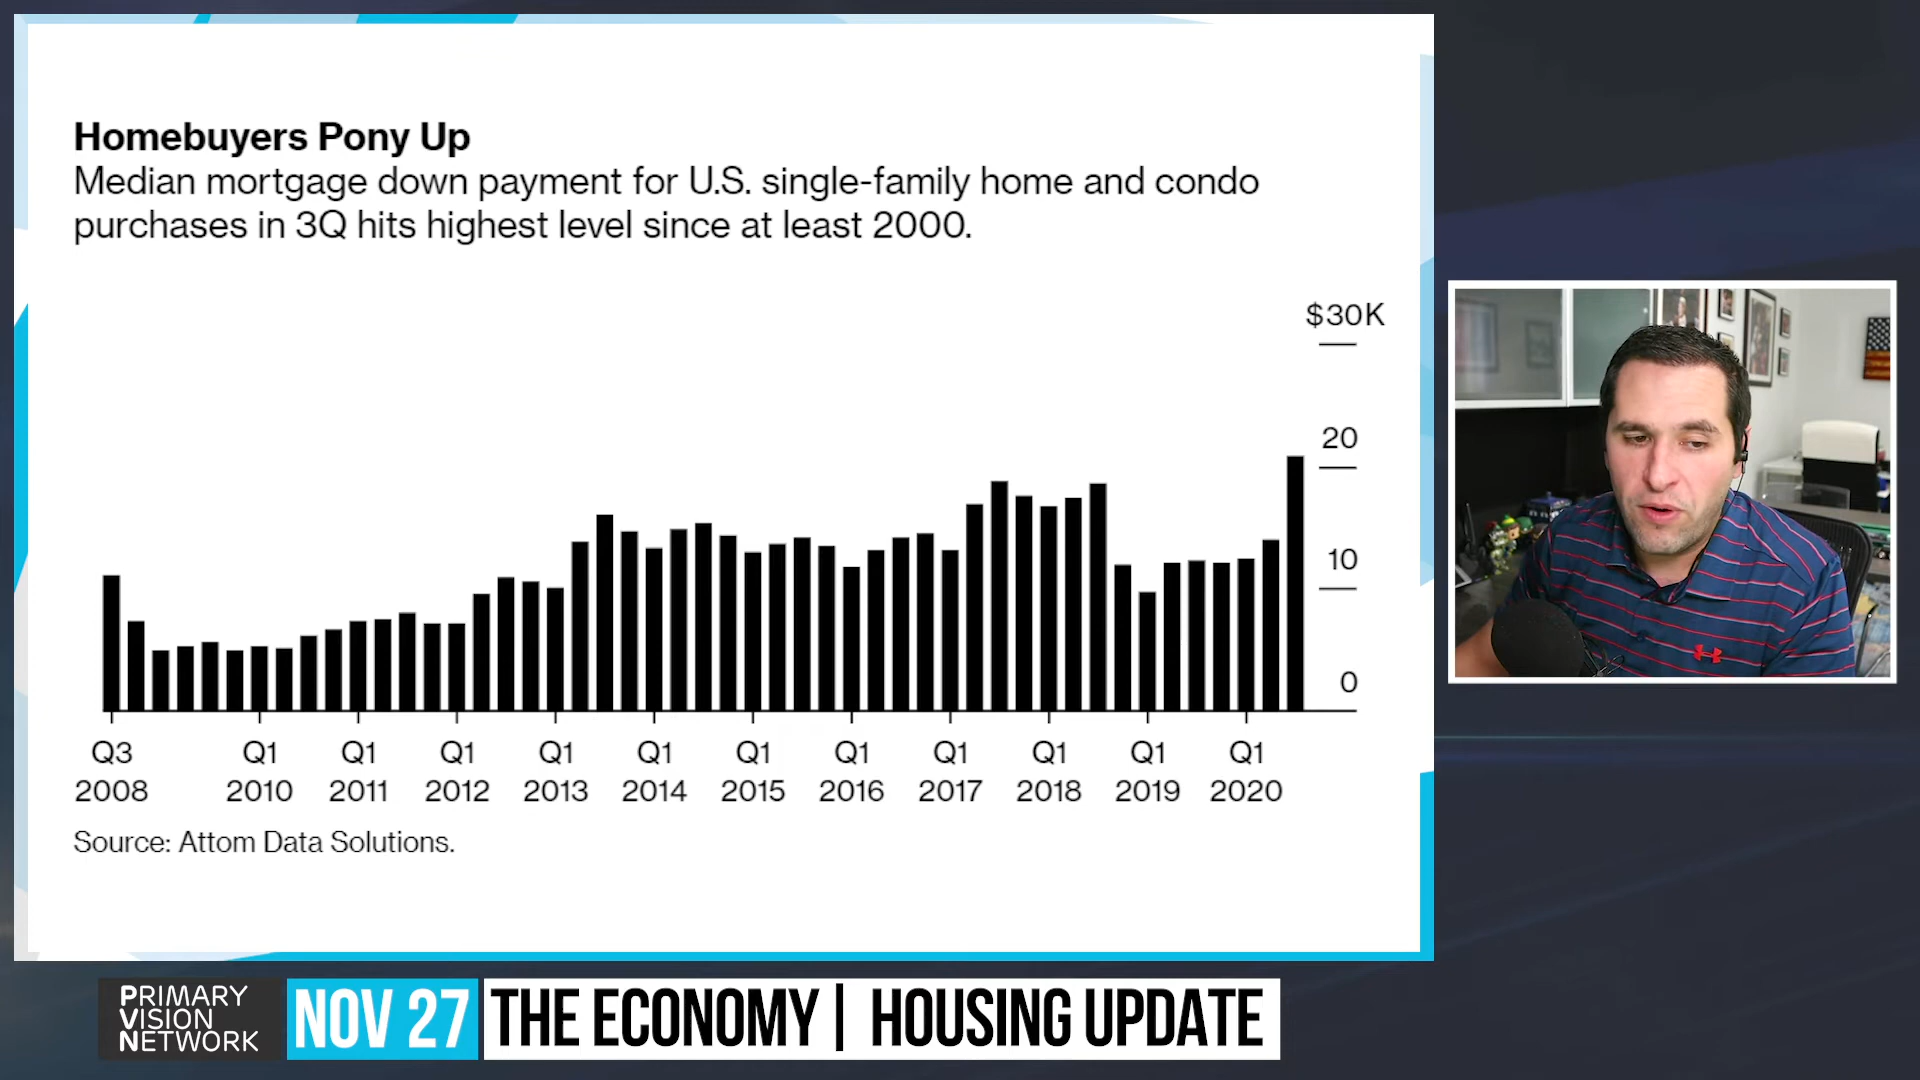 Homebuyers Pony Up
Median mortgage down payment for U.S. single-family home and condo
purchases in 3Q hits highest level since at least 2000.
$30K
20
10
0
Q3 Q1 Q1 Q1 Q1 Q1 Q1 Q1 Q1 Q1 Q1 Q1
2008 2010 2011 2012 2013 2014 2015 2016 2017 2018 2019 2020
Source: Attom Data Solutions.
PRIMARY
VISION
NETWORK
NOV 27
THE ECONOMY | HOUSING UPDATE